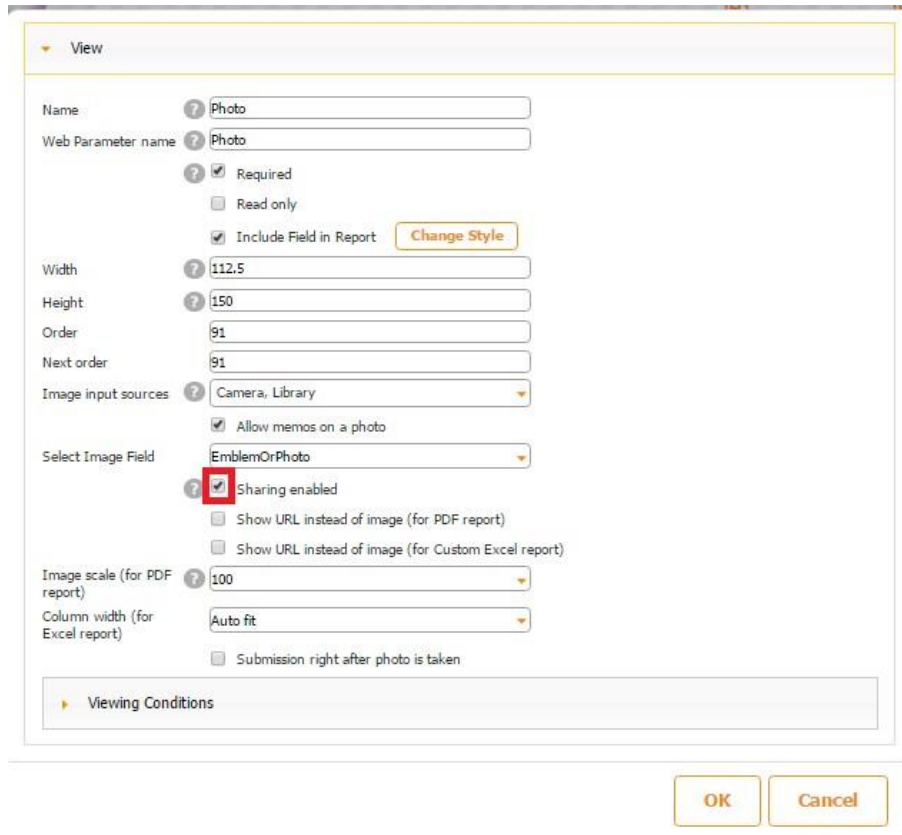 View
Name ? Photo
Web Parameter name ? Photo
? Required
Read only
Include Field in Report Change Style
Width ? 112.5
Height ? 150
Order 91
Next order 91
Image input sources ? Camera, Library
Allow memos on a photo
Select Image Field EmblemOrPhoto
? Sharing enabled
Show URL instead of image (for PDF report)
Show URL instead of image (for Custom Excel report)
Image scale (for PDF
report) ? 100
Column width (for
Excel report) Auto fit
Submission right after photo is taken
Viewing Conditions
OK Cancel